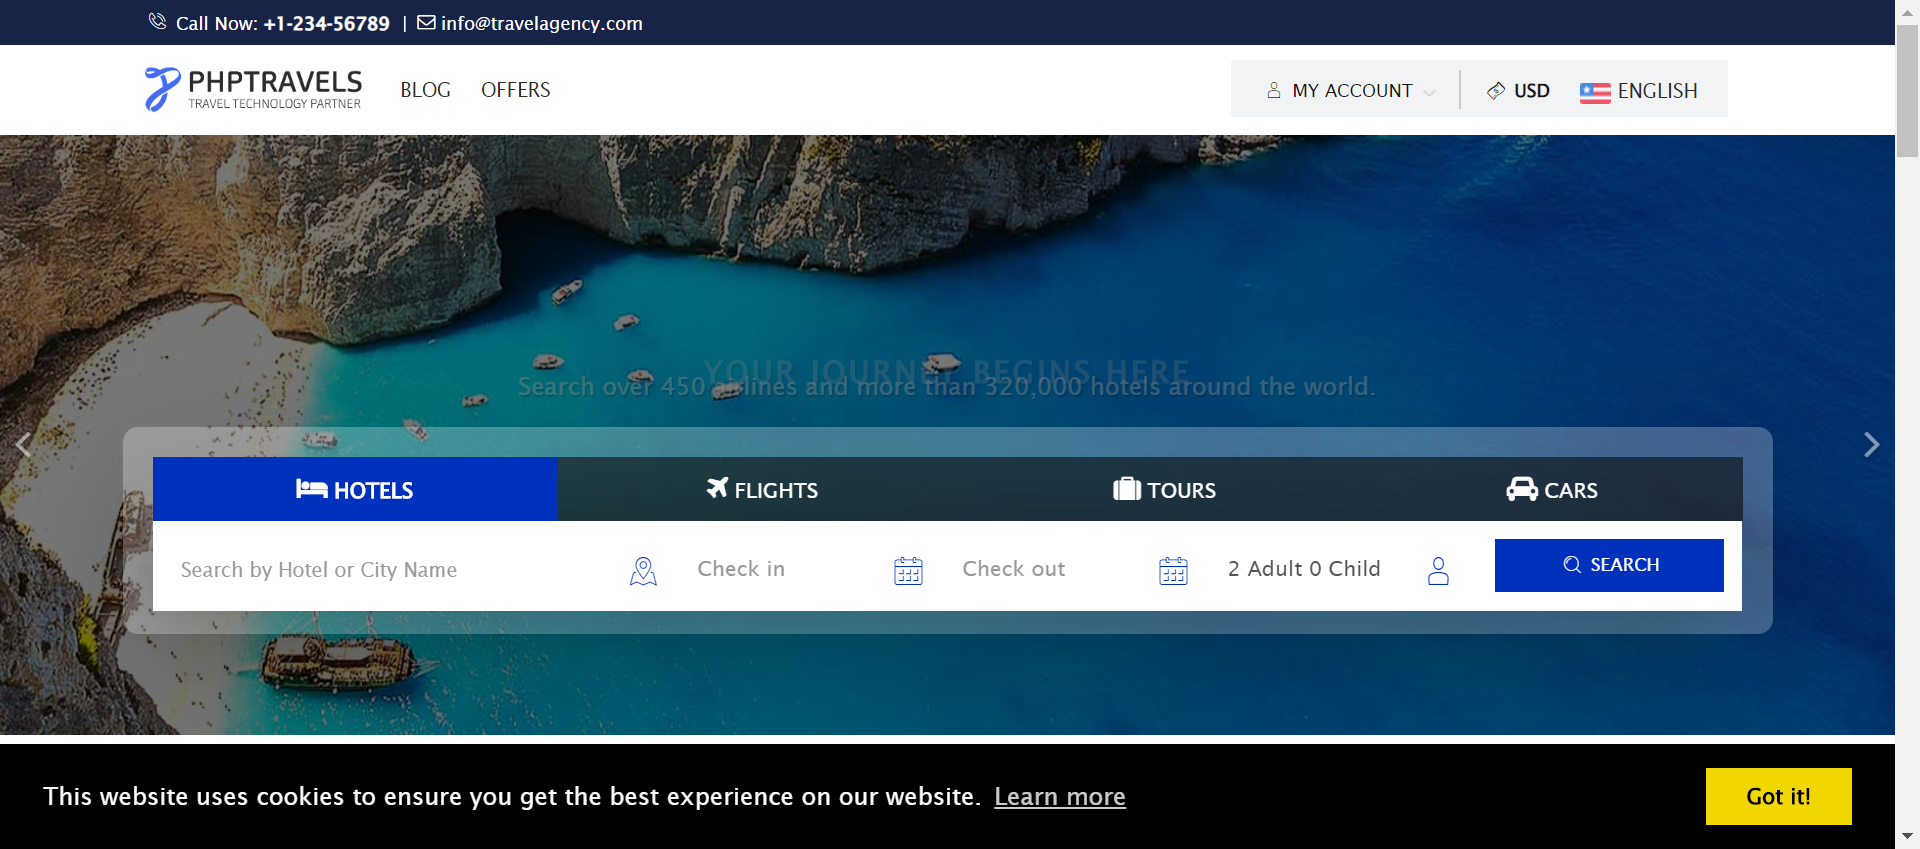 Call Now: +1-234-56789 | info@travelagency.com
PHPTRAVELS
TRAVEL TECHNOLOGY PARTNER
BLOG OFFERS
MY ACCOUNT USD ENGLISH
YOUR JOURNEY BEGINS HERE
Search over 450 airlines and more than 320,000 hotels around the world.
HOTELS FLIGHTS TOURS CARS
Search by Hotel or City Name Check in Check out 2 Adult 0 Child SEARCH
This website uses cookies to ensure you get the best experience on our website. Learn more Got it!